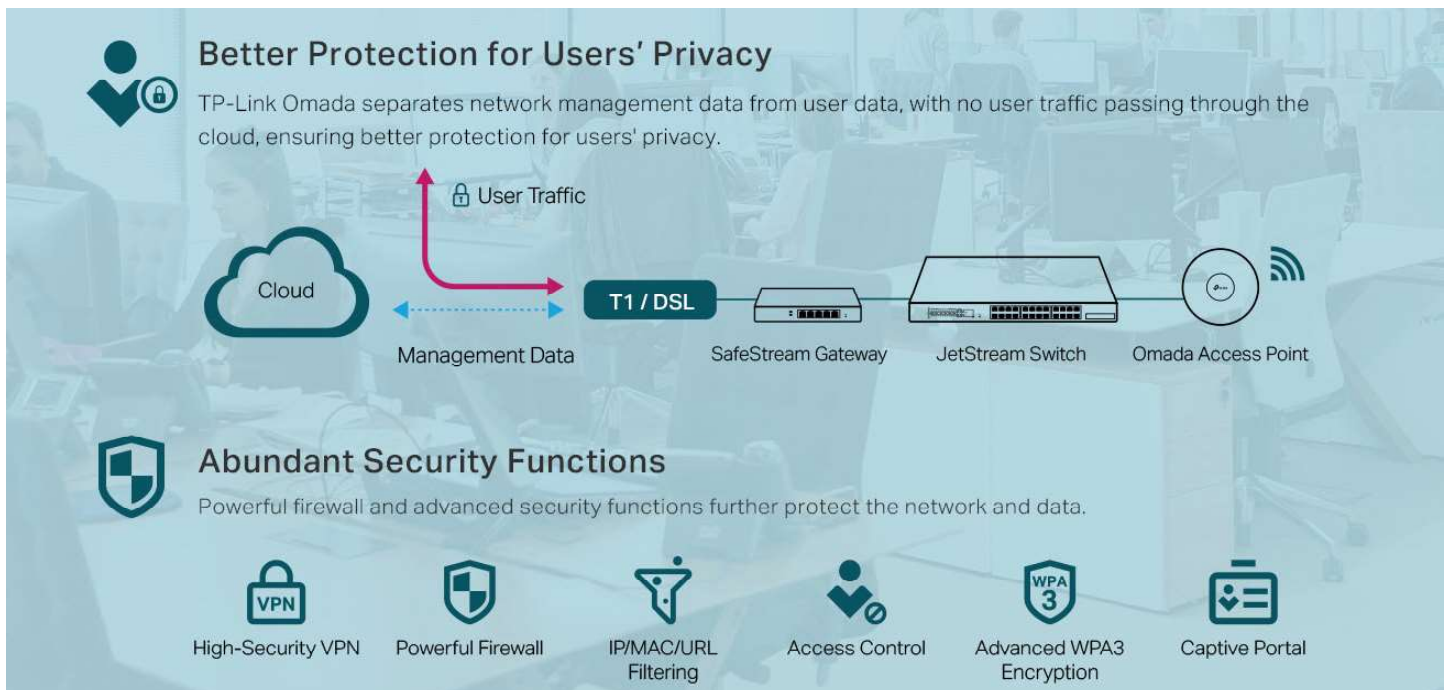 Better Protection for Users' Privacy
TP-Link Omada separates network management data from user data, with no user traffic passing through the
cloud, ensuring better protection for users' privacy.
User Traffic
Cloud
T1 / DSL
Management Data
SafeStream Gateway
JetStream Switch
Omada Access Point
Abundant Security Functions
Powerful firewall and advanced security functions further protect the network and data.
VPN
WPA
3
High-Security VPN
Powerful Firewall
IP/MAC/URL
Filtering
Access Control
Advanced WPA3
Encryption
Captive Portal